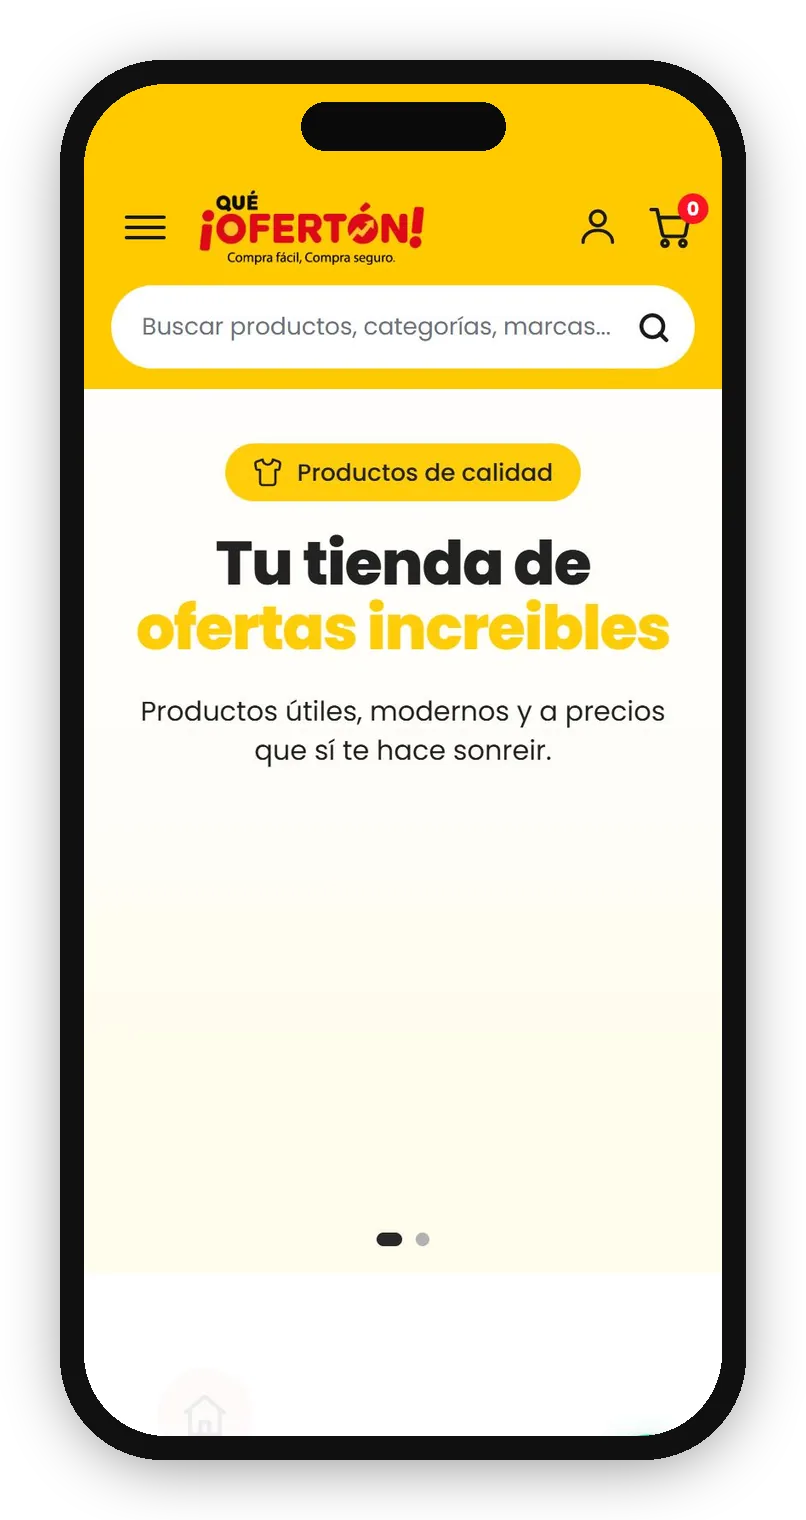 QUÉ
¡OFERTÓN!
Compra fácil, Compra seguro.
0
Buscar productos, categorías, marcas...
Productos de calidad
Tu tienda de
ofertas increibles
Productos útiles, modernos y a precios
que sí te hace sonreir.